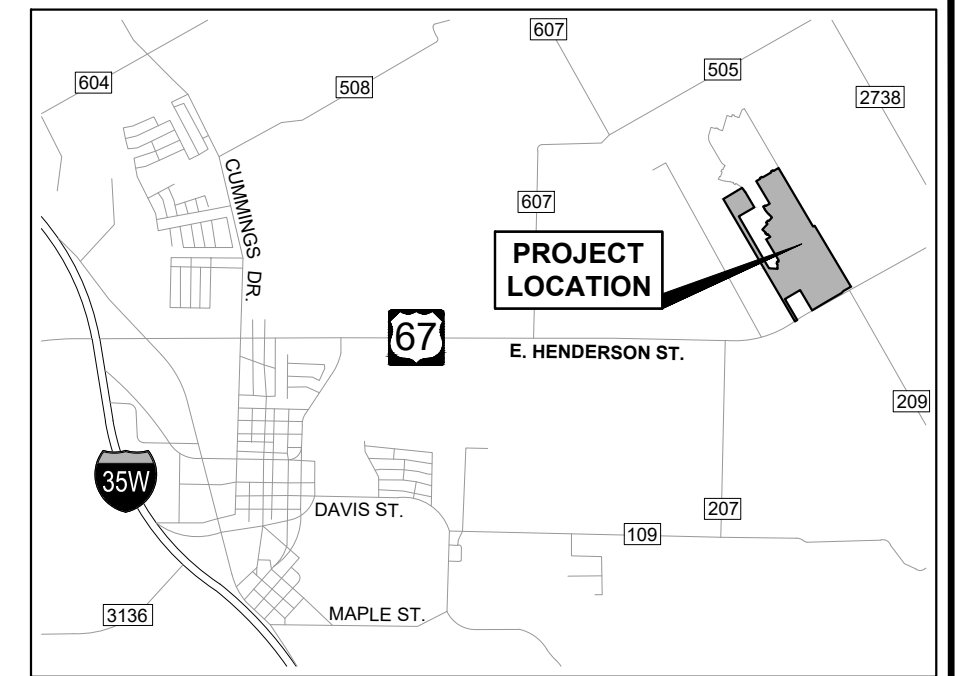 607
604
505
508
2738
CUMMINGS DR.
607
PROJECT
LOCATION
67
E. HENDERSON ST.
209
35W
DAVIS ST.
207
109
3136
MAPLE ST.